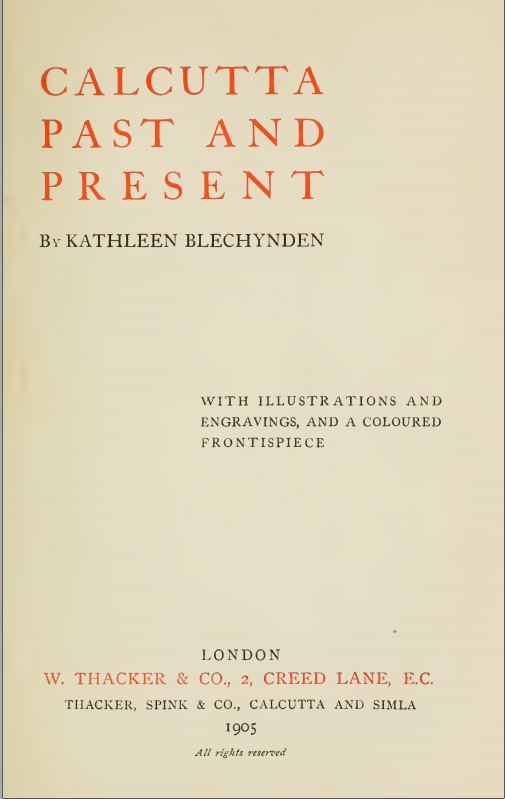 CALCUTTA
PAST AND
PRESENT
By KATHLEEN BLECHYNDEN
WITH ILLUSTRATIONS AND
ENGRAVINGS, AND A COLOURED
FRONTISPIECE
LONDON
W. THACKER & CO., 2, CREED LANE, E.C.
THACKER, SPINK & CO., CALCUTTA AND SIMLA
1905
All rights reserved